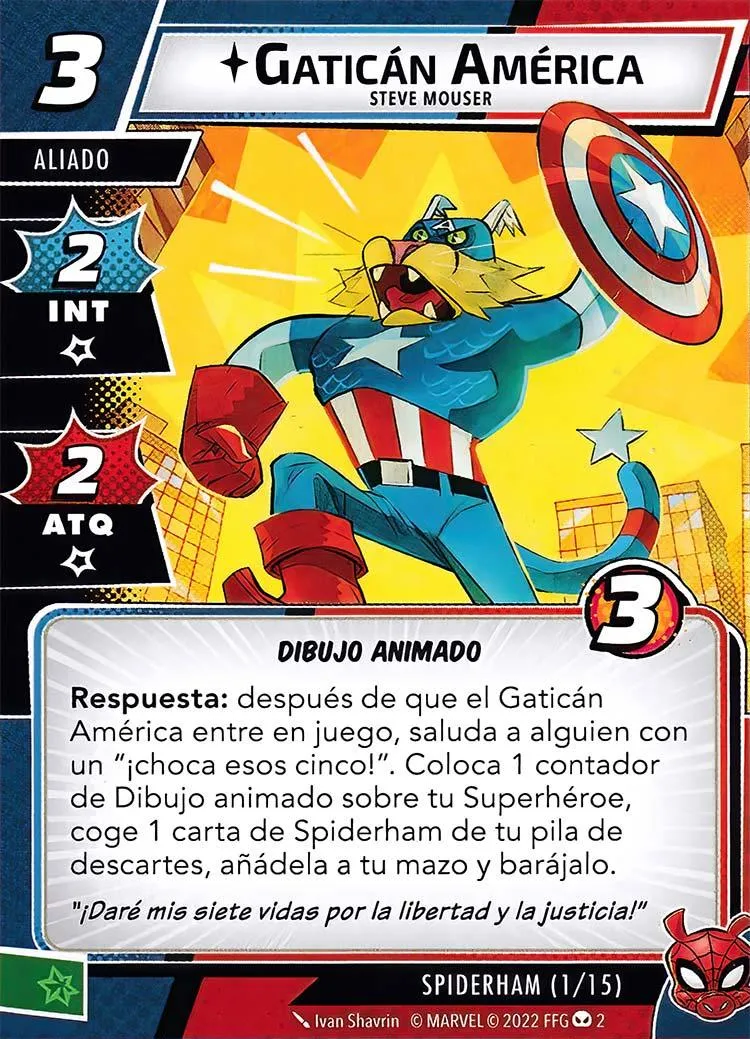 3
GATICÁN AMÉRICA
STEVE MOUSER
ALIADO
2
INT
2
ATQ
A
3
DIBUJO ANIMADO
Respuesta: después de que el Gaticán
América entre en juego, saluda a alguien con
un “¡choca esos cinco!”. Coloca 1 contador
de Dibujo animado sobre tu Superhéroe,
coge 1 carta de Spiderham de tu pila de
descartes, añádela a tu mazo y barájalo.
"¡Daré mis siete vidas por la libertad y la justicia!"
SPIDERHAM (1/15)
Ivan Shavrin © MARVEL © 2022 FFG 2